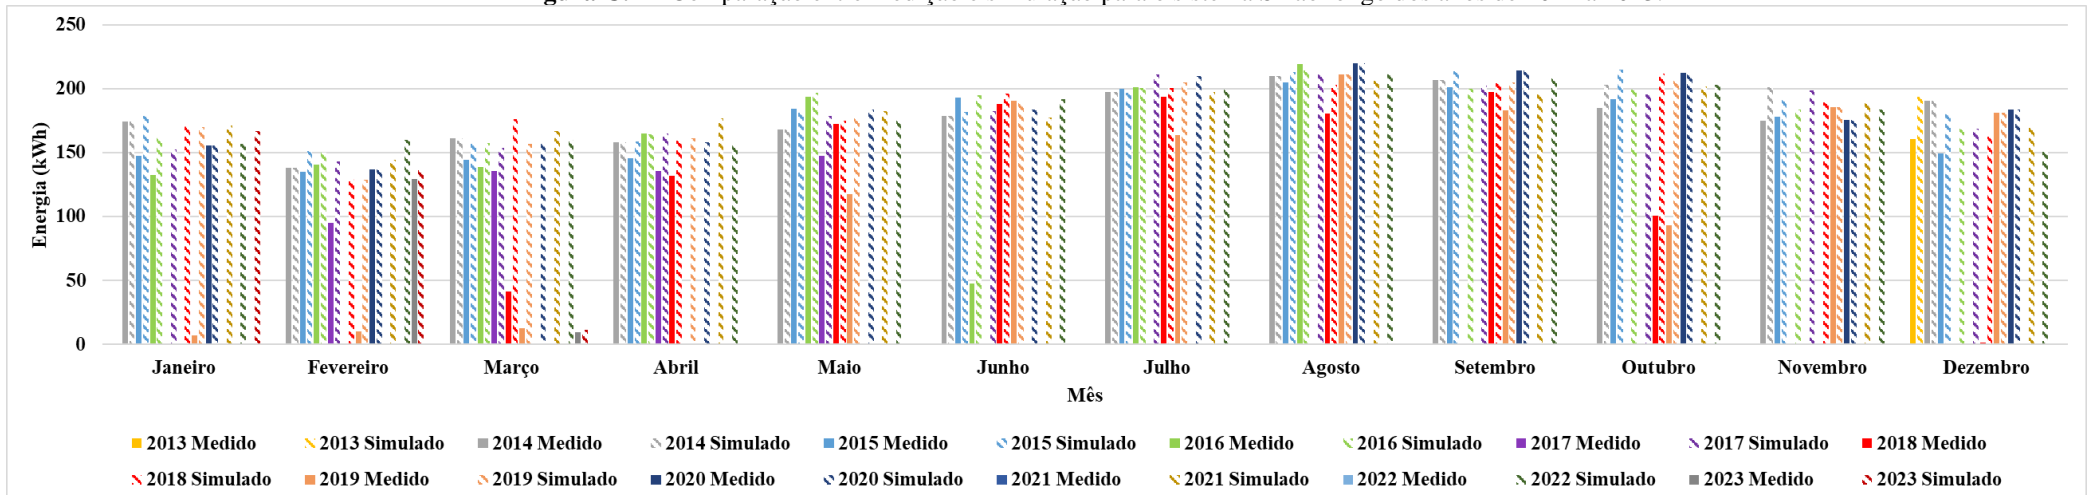 250
200
150
100
50
0
Energia (kWh)
Janeiro Fevereiro Março Abril Maio Junho Julho Agosto Setembro Outubro Novembro Dezembro
Mês
2013 Medido 2013 Simulado 2014 Medido 2014 Simulado 2015 Medido 2015 Simulado 2016 Medido 2016 Simulado 2017 Medido 2017 Simulado 2018 Medido
2018 Simulado 2019 Medido 2019 Simulado 2020 Medido 2020 Simulado 2021 Medido 2021 Simulado 2022 Medido 2022 Simulado 2023 Medido 2023 Simulado